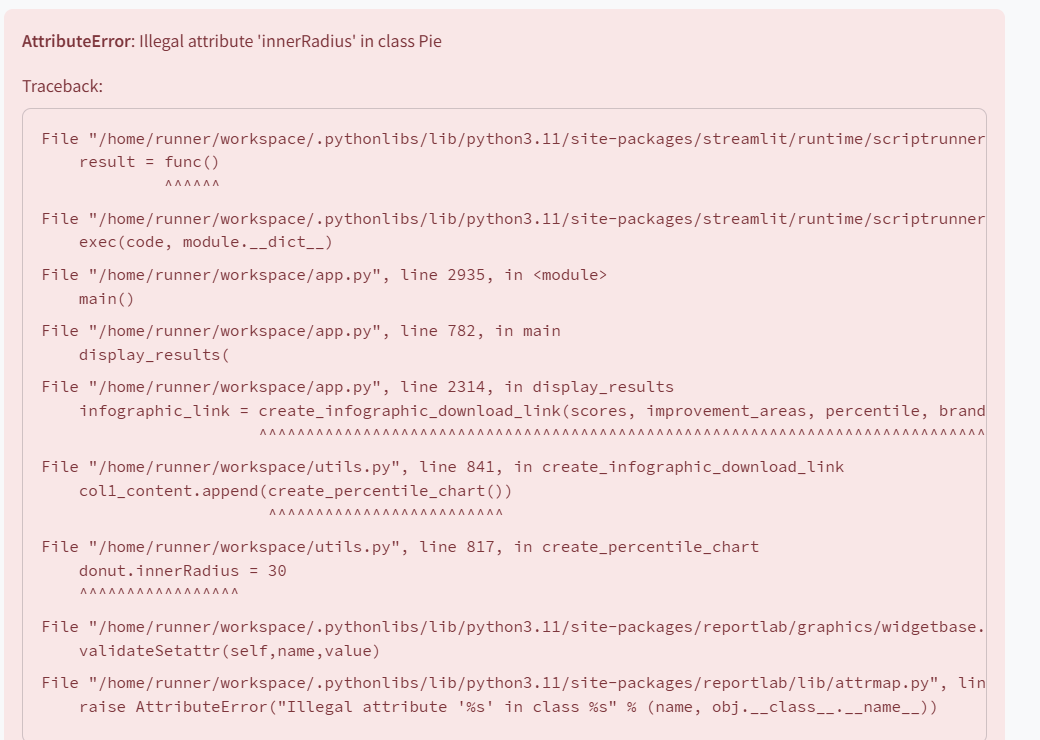 AttributeError: Illegal attribute 'innerRadius' in class Pie
Traceback:
File "/home/runner/workspace/.pythonlibs/lib/python3.11/site-packages/streamlit/runtime/scriptrunner
result = func()
^^^^^^
File "/home/runner/workspace/.pythonlibs/lib/python3.11/site-packages/streamlit/runtime/scriptrunner
exec(code, module.__dict__)
File "/home/runner/workspace/app.py", line 2935, in <module>
main()
File "/home/runner/workspace/app.py", line 782, in main
display_results(
File "/home/runner/workspace/app.py", line 2314, in display_results
infographic_link = create_infographic_download_link(scores, improvement_areas, percentile, brand
^^^^^^^^^^^^^^^^^^^^^^^^^^^^^^^^^^^^^^^^^^^^^^^^^^^^^^^^^^^^^^^^^^^^^^^^^^^^^
File "/home/runner/workspace/utils.py", line 841, in create_infographic_download_link
col1_content.append(create_percentile_chart())
^^^^^^^^^^^^^^^^^^^^^^^^^
File "/home/runner/workspace/utils.py", line 817, in create_percentile_chart
donut.innerRadius = 30
^^^^^^^^^^^^^^^^^
File "/home/runner/workspace/.pythonlibs/lib/python3.11/site-packages/reportlab/graphics/widgetbase.
validateSetattr(self,name,value)
File "/home/runner/workspace/.pythonlibs/lib/python3.11/site-packages/reportlab/lib/attrmap.py", lin
raise AttributeError("Illegal attribute '%s' in class %s" % (name, obj.__class__.__name__))